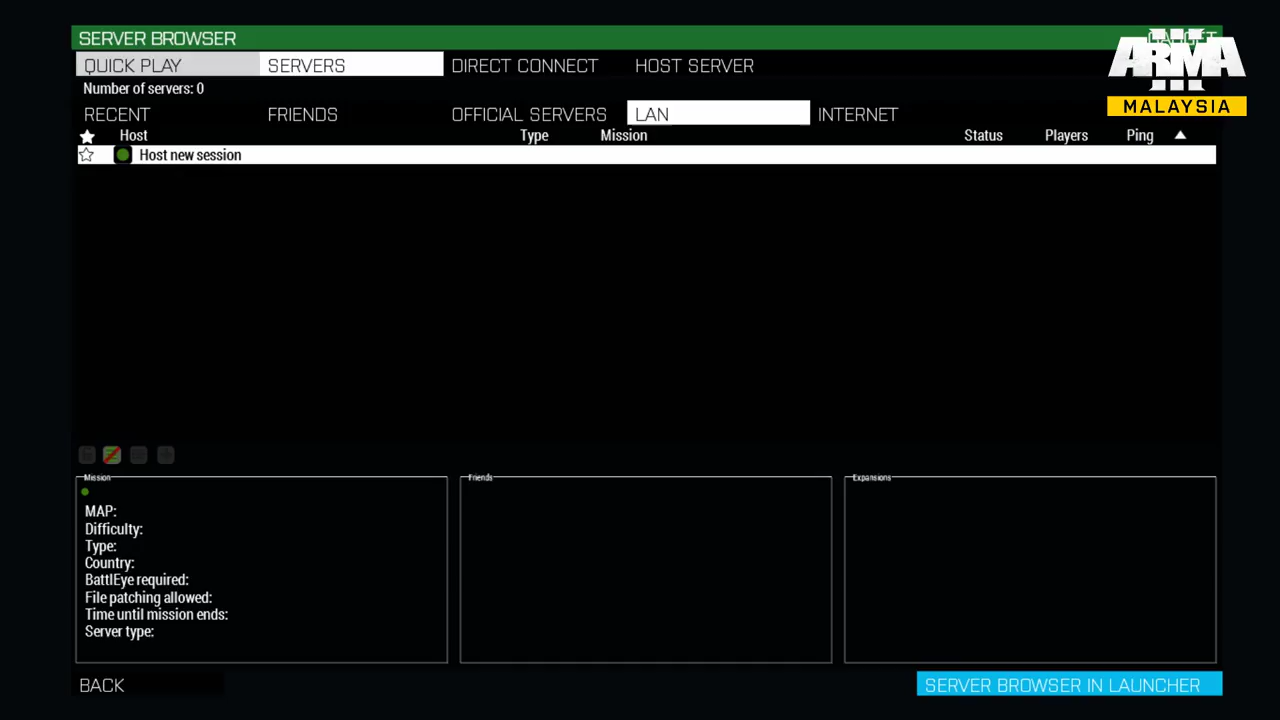 SERVER BROWSER
QUICK PLAY SERVERS DIRECT CONNECT HOST SERVER
ARMA III
MALAYSIA
Number of servers: 0
RECENT FRIENDS OFFICIAL SERVERS LAN INTERNET
Host Type Mission Status Players Ping
Host new session
Mission
MAP:
Difficulty:
Type:
Country:
BattlEye required:
File patching allowed:
Time until mission ends:
Server type:
Friends
Expansions
BACK
SERVER BROWSER IN LAUNCHER